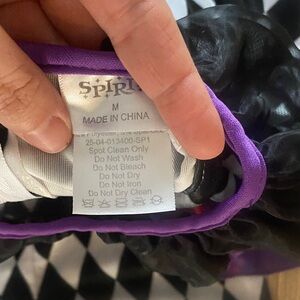 SPIRIT
M
MADE IN CHINA
25-04-013400-SP1
Spot Clean Only
Do Not Wash
Do Not Bleach
Do Not Dry
Do Not Iron
Do Not Dry Clean